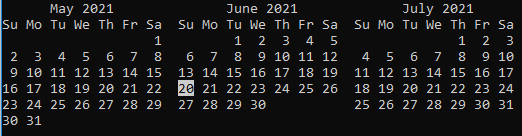 May 2021              June 2021             July 2021
Su Mo Tu We Th Fr Sa  Su Mo Tu We Th Fr Sa  Su Mo Tu We Th Fr Sa
                   1         1  2  3  4  5               1  2  3
 2  3  4  5  6  7  8   6  7  8  9 10 11 12   4  5  6  7  8  9 10
 9 10 11 12 13 14 15  13 14 15 16 17 18 19  11 12 13 14 15 16 17
16 17 18 19 20 21 22  20 21 22 23 24 25 26  18 19 20 21 22 23 24
23 24 25 26 27 28 29  27 28 29 30           25 26 27 28 29 30 31
30 31